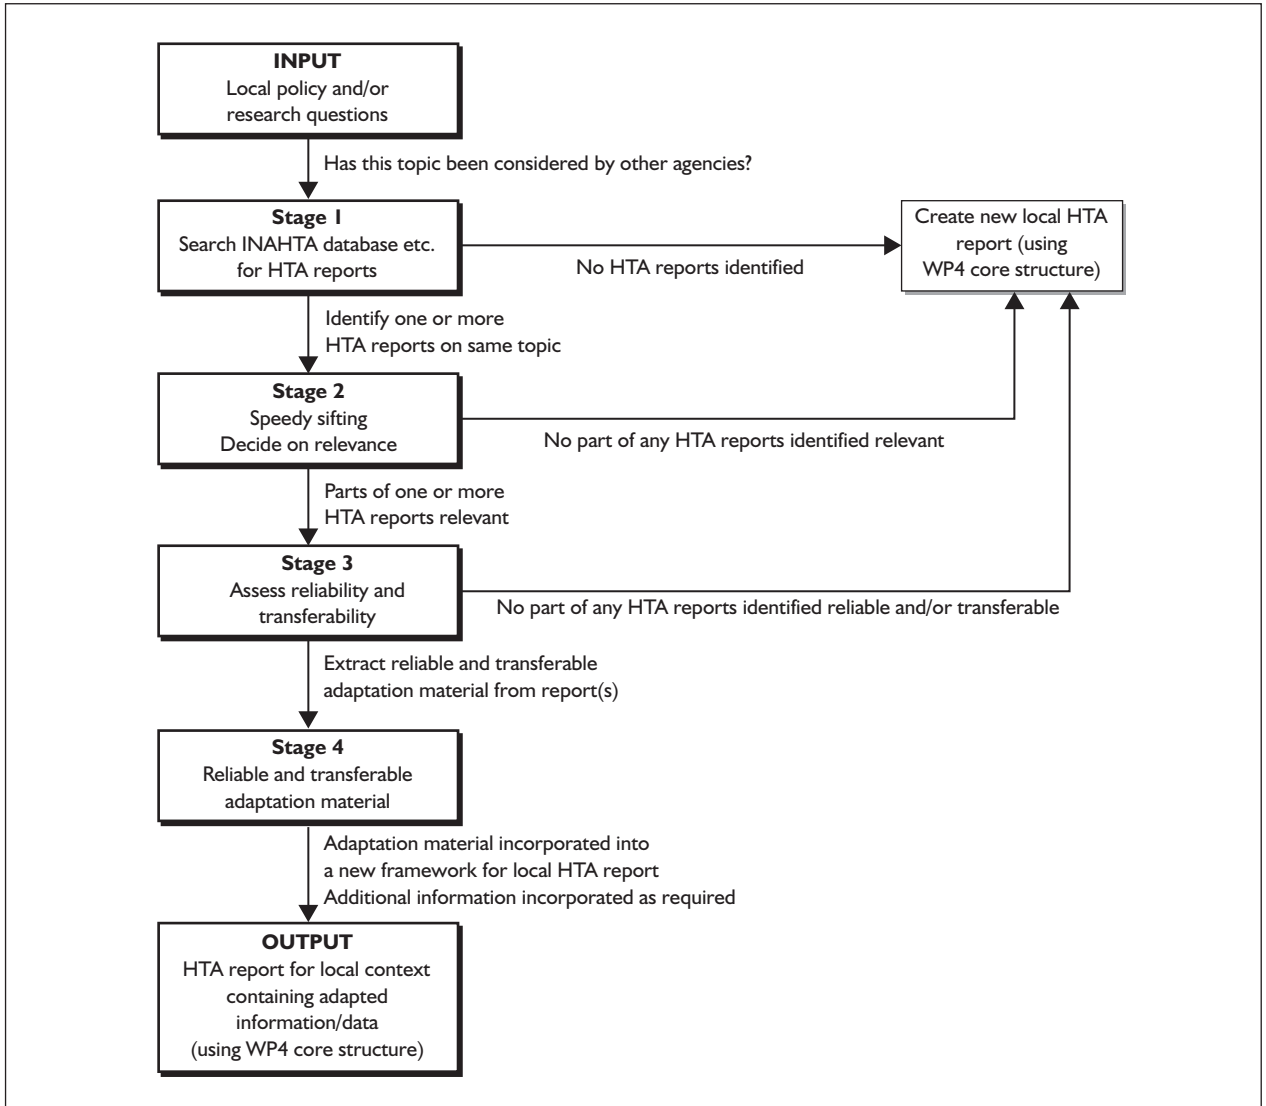 INPUT
Local policy and/or
research questions
Has this topic been considered by other agencies?
Stage 1
Search INAHTA database etc.
for HTA reports
No HTA reports identified
Create new local HTA
report (using
WP4 core structure)
Identify one or more
HTA reports on same topic
Stage 2
Speedy sifting
Decide on relevance
No part of any HTA reports identified relevant
Parts of one or more
HTA reports relevant
Stage 3
Assess reliability and
transferability
No part of any HTA reports identified reliable and/or transferable
Extract reliable and transferable
adaptation material from report(s)
Stage 4
Reliable and transferable
adaptation material
Adaptation material incorporated into
a new framework for local HTA report
Additional information incorporated as required
OUTPUT
HTA report for local context
containing adapted
information/data
(using WP4 core structure)